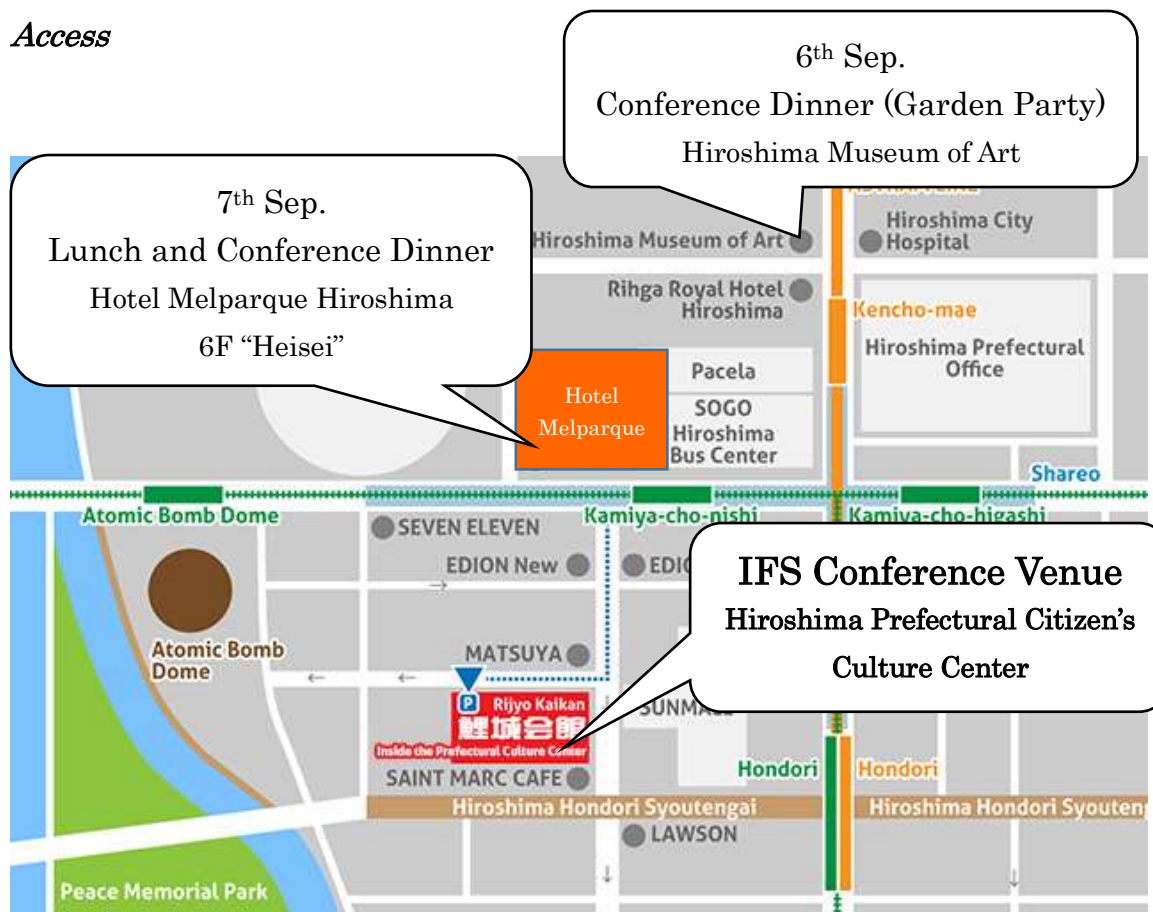 Access
6th Sep.
Conference Dinner (Garden Party)
Hiroshima Museum of Art
7th Sep.
Lunch and Conference Dinner
Hotel Melparque Hiroshima
6F “Heisei”
Hiroshima Museum of Art
Hiroshima City
Hospital
Rihga Royal Hotel
Hiroshima
Kencho-mae
Hiroshima Prefectural
Office
Hotel
Melparque
Pacela
SOGO
Hiroshima
Bus Center
Shareo
Atomic Bomb Dome
Kamiya-cho-nishi
Kamiya-cho-higashi
SEVEN ELEVEN
EDION New
IFS Conference Venue
Hiroshima Prefectural Citizen’s
Culture Center
Atomic Bomb
Dome
MATSUYA
P
Rijyo Kaikan
鯉城会館
Inside the Prefectural Culture Center
SUNMALL
SAINT MARC CAFE
Hondori
Hondori
Hiroshima Hondori Syoutengai
Hiroshima Hondori
LAWSON
Peace Memorial Park